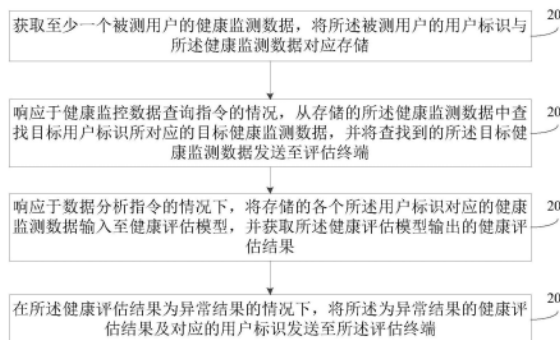 获取至少一个被测用户的健康监测数据，将所述被测用户的用户标识与
所述健康监测数据对应存储
20
响应于健康监控数据查询指令的情况，从存储的所述健康监测数据中查
找目标用户标识所对应的目标健康监测数据，并将查找到的所述目标健
康监测数据发送至评估终端
20
响应于数据分析指令的情况下，将存储的各个所述用户标识对应的健康
监测数据输入至健康评估模型，并获取所述健康评估模型输出的健康评
估结果
20
在所述健康评估结果为异常结果的情况下，将所述为异常结果的健康评
估结果及对应的用户标识发送至所述评估终端
20